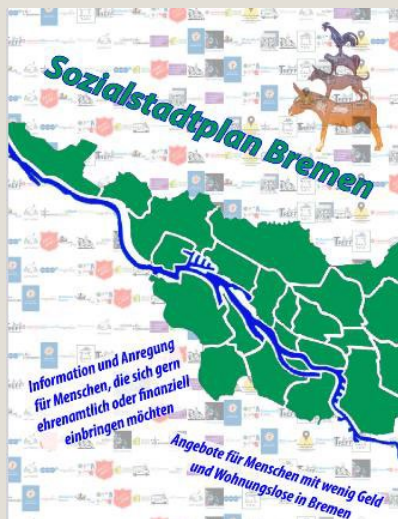 Sozialstadtplan Bremen
Information und Anregung
für Menschen, die sich gern
ehrenamtlich oder finanziell
einbringen möchten
Angebote für Menschen mit wenig Geld
und Wohnungslose in Bremen